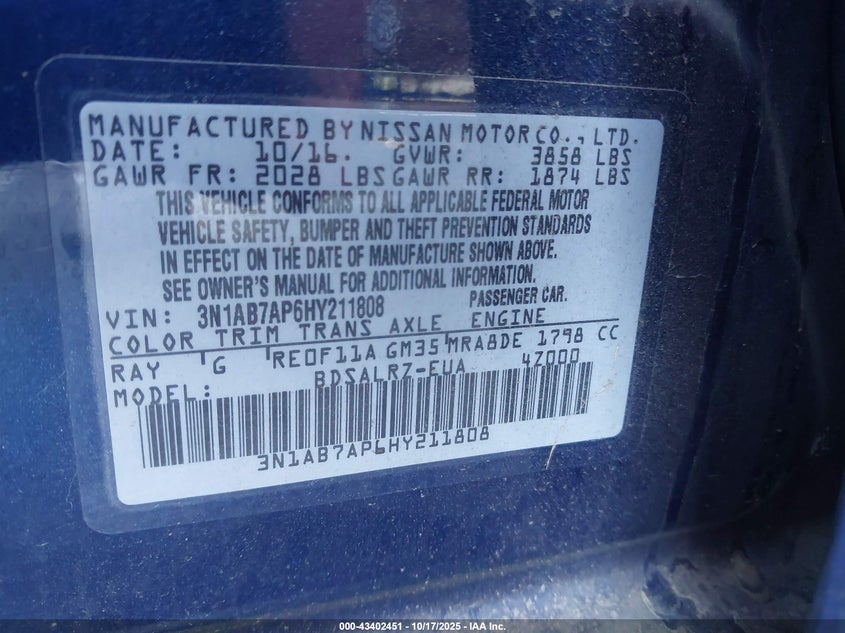 MANUFACTURED BY NISSAN MOTOR CO., LTD.
DATE: 10/16. GVWR: 3858 LBS
GAWR FR: 2028 LBS GAWR RR: 1874 LBS
THIS VEHICLE CONFORMS TO ALL APPLICABLE FEDERAL MOTOR
VEHICLE SAFETY, BUMPER AND THEFT PREVENTION STANDARDS
IN EFFECT ON THE DATE OF MANUFACTURE SHOWN ABOVE.
SEE OWNER'S MANUAL FOR ADDITIONAL INFORMATION.
VIN: 3N1AB7AP6HY211808 PASSENGER CAR.
COLOR TRIM TRANS AXLE ENGINE
RAY G RE0F11A GM35 MRA8DE 1798 CC
MODEL: BDSALRZ-EUA 4Z000
3N1AB7AP6HY211808
000-43402451 - 10/17/2025 - IAA Inc.